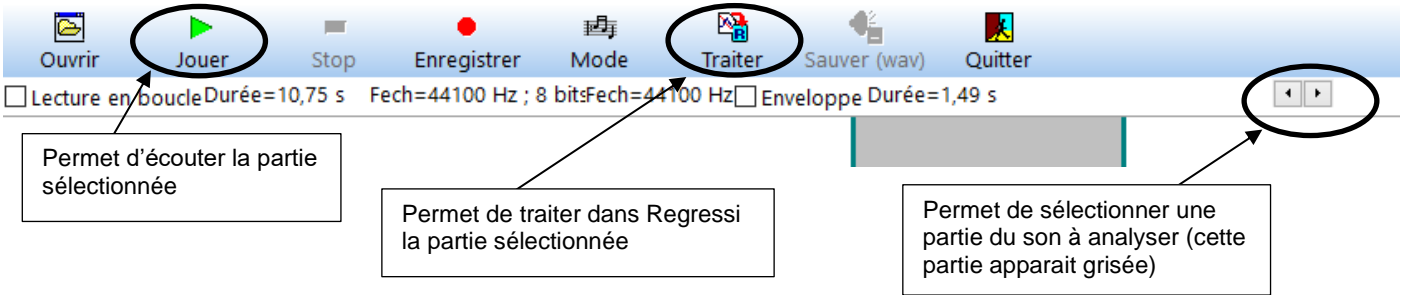 Ouvrir Jouer Stop Enregistrer Mode Traiter Sauver (wav) Quitter
Lecture en boucle Durée=10,75 s Fech=44100 Hz ; 8 bits Fech=44100 Hz Enveloppe Durée=1,49 s
Permet d'écouter la partie
sélectionnée
Permet de traiter dans Regressi
la partie sélectionnée
Permet de sélectionner une
partie du son à analyser (cette
partie apparait grisée)